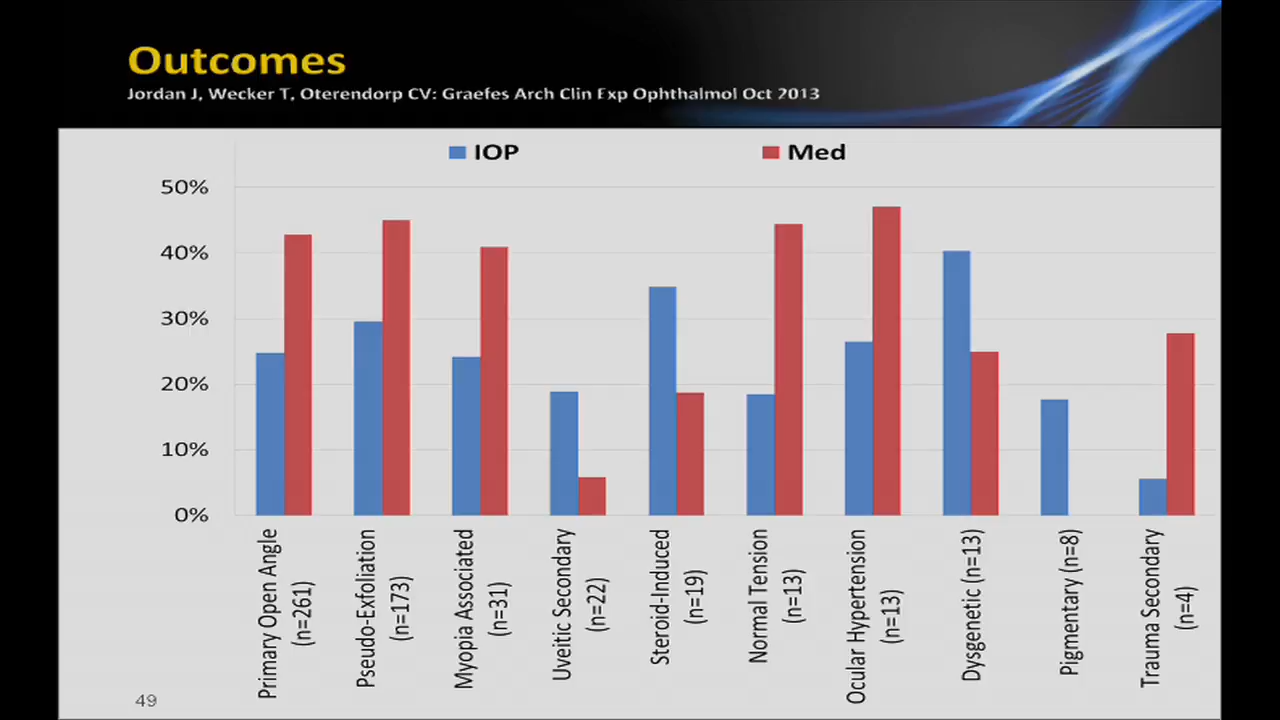 Outcomes
Jordan J, Wecker T, Oterendorp CV: Graefes Arch Clin Exp Ophthalmol Oct 2013
IOP
Med
50%
40%
30%
20%
10%
0%
Primary Open Angle
(n=261)
Pseudo-Exfoliation
(n=173)
Myopia Associated
(n=31)
Uveitic Secondary
(n=22)
Steroid-Induced
(n=19)
Normal Tension
(n=13)
Ocular Hypertension
(n=13)
Dysgenetic (n=13)
Pigmentary (n=8)
Trauma Secondary
(n=4)
49